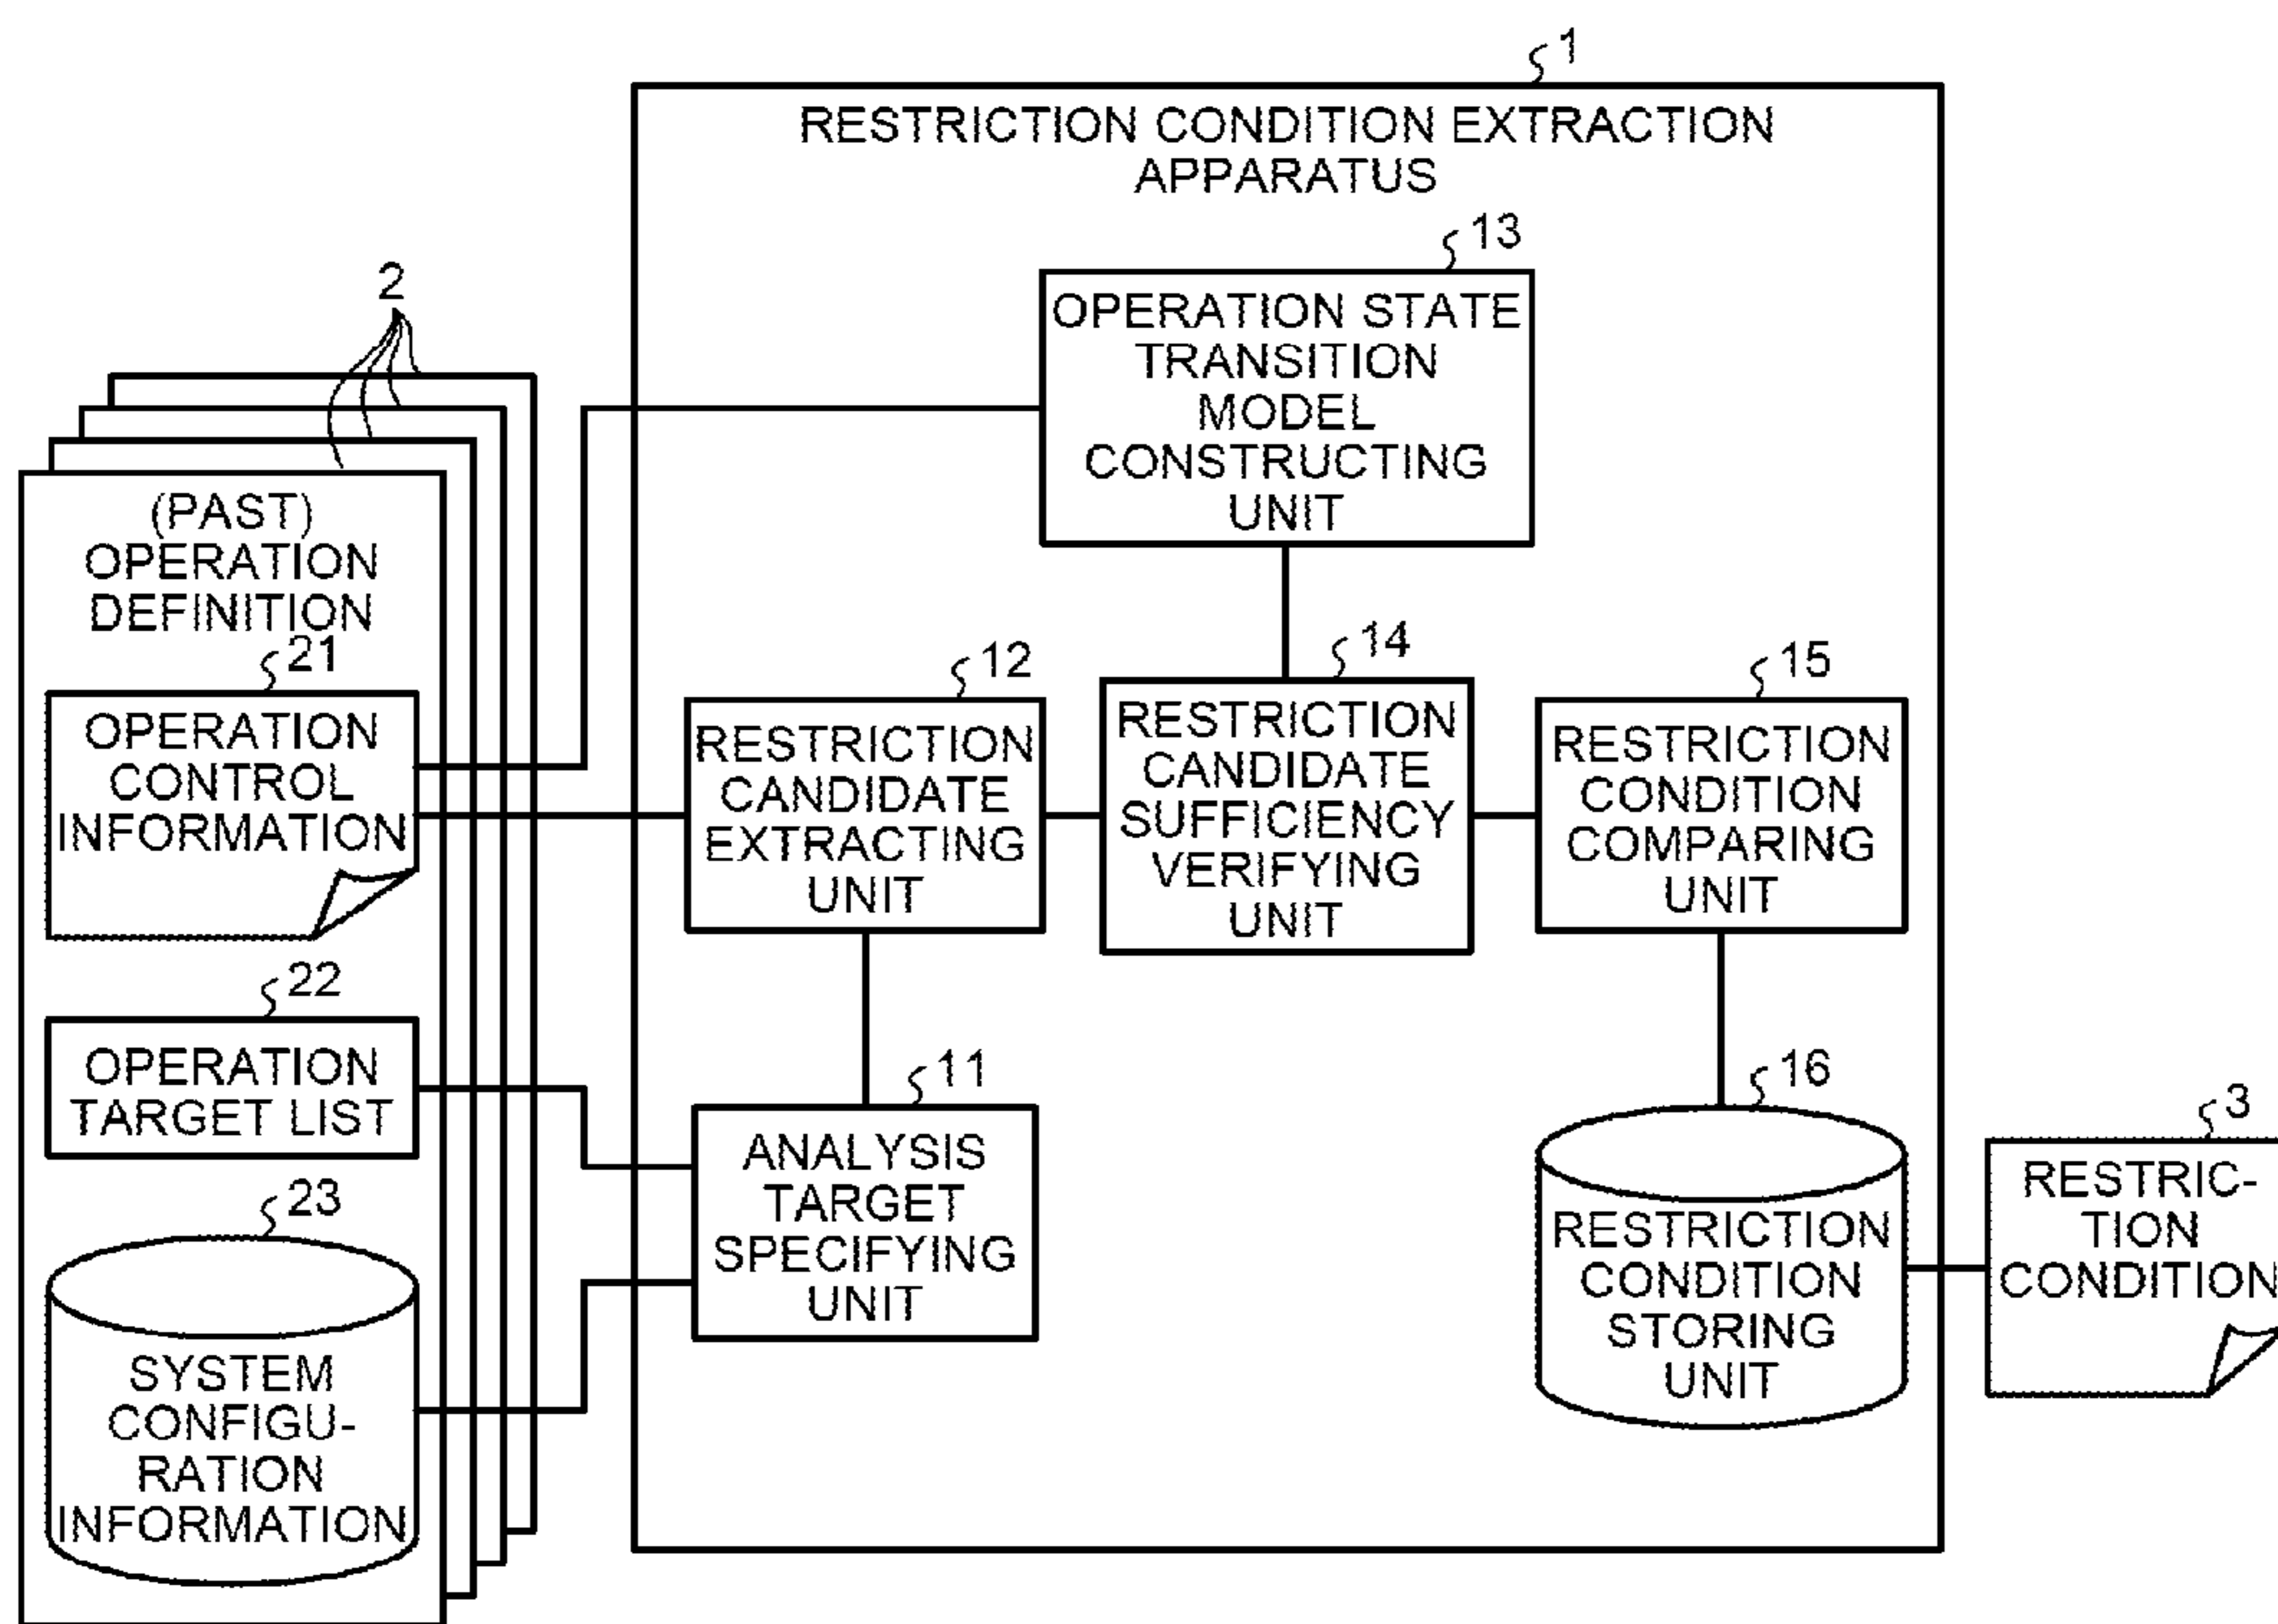 1
RESTRICTION CONDITION EXTRACTION
APPARATUS
13
OPERATION STATE
TRANSITION
MODEL
CONSTRUCTING
UNIT
2
(PAST)
OPERATION
DEFINITION
21
OPERATION
CONTROL
INFORMATION
12
RESTRICTION
CANDIDATE
EXTRACTING
UNIT
14
RESTRICTION
CANDIDATE
SUFFICIENCY
VERIFYING
UNIT
15
RESTRICTION
CONDITION
COMPARING
UNIT
22
OPERATION
TARGET LIST
11
ANALYSIS
TARGET
SPECIFYING
UNIT
16
RESTRICTION
CONDITION
STORING
UNIT
3
RESTRIC-
TION
CONDITION
23
SYSTEM
CONFIGU-
RATION
INFORMATION